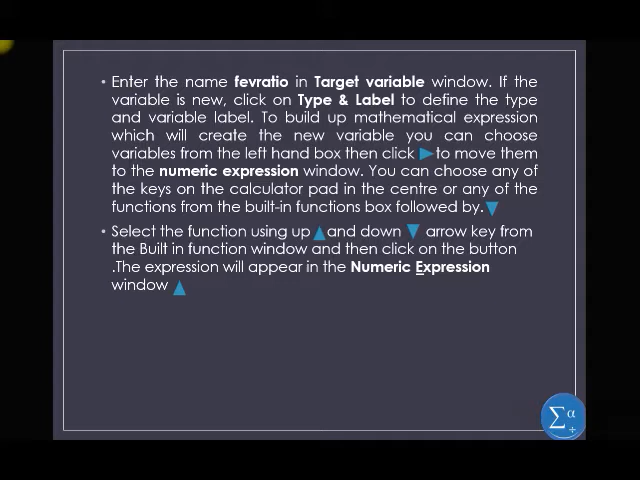 • Enter the name fevratio in Target variable window. If the
variable is new, click on Type & Label to define the type
and variable label. To build up mathematical expression
which will create the new variable you can choose
variables from the left hand box then click ▶ to move them
to the numeric expression window. You can choose any of
the keys on the calculator pad in the centre or any of the
functions from the built-in functions box followed by. ▼
• Select the function using up ▲ and down ▼ arrow key from
the Built in function window and then click on the button
.The expression will appear in the Numeric Expression
window ▲
Σ α
+